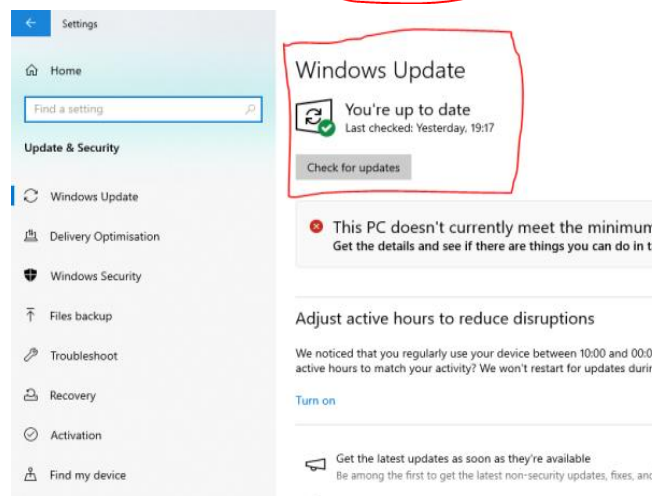 Settings
Home
Find a setting
Update & Security
Windows Update
Delivery Optimisation
Windows Security
Files backup
Troubleshoot
Recovery
Activation
Find my device
Windows Update
You're up to date
Last checked: Yesterday, 19:17
Check for updates
This PC doesn't currently meet the minimum
Get the details and see if there are things you can do in
Adjust active hours to reduce disruptions
We noticed that you regularly use your device between 10:00 and
active hours to match your activity? We won't restart for updates
Turn on
Get the latest updates as soon as they're available
Be among the first to get the latest non-security updates, fixes, and